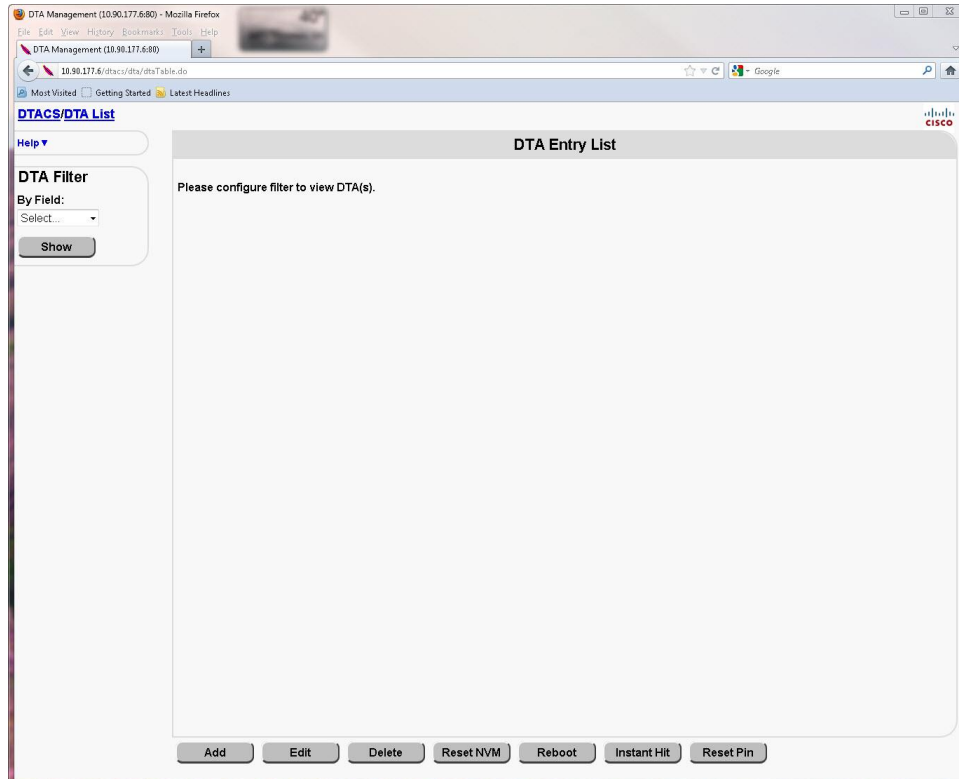 DTA Management (10.90.177.6:80) - Mozilla Firefox
40°
File Edit View History Bookmarks Tools Help
DTA Management (10.90.177.6:80) +
10.90.177.6/dtacs/dta/dtaTable.do
Google
Most Visited Getting Started Latest Headlines
DTACS/DTA List
CISCO
Help
DTA Entry List
DTA Filter
By Field:
Select...
Show
Please configure filter to view DTA(s).
Add Edit Delete Reset NVM Reboot Instant Hit Reset Pin